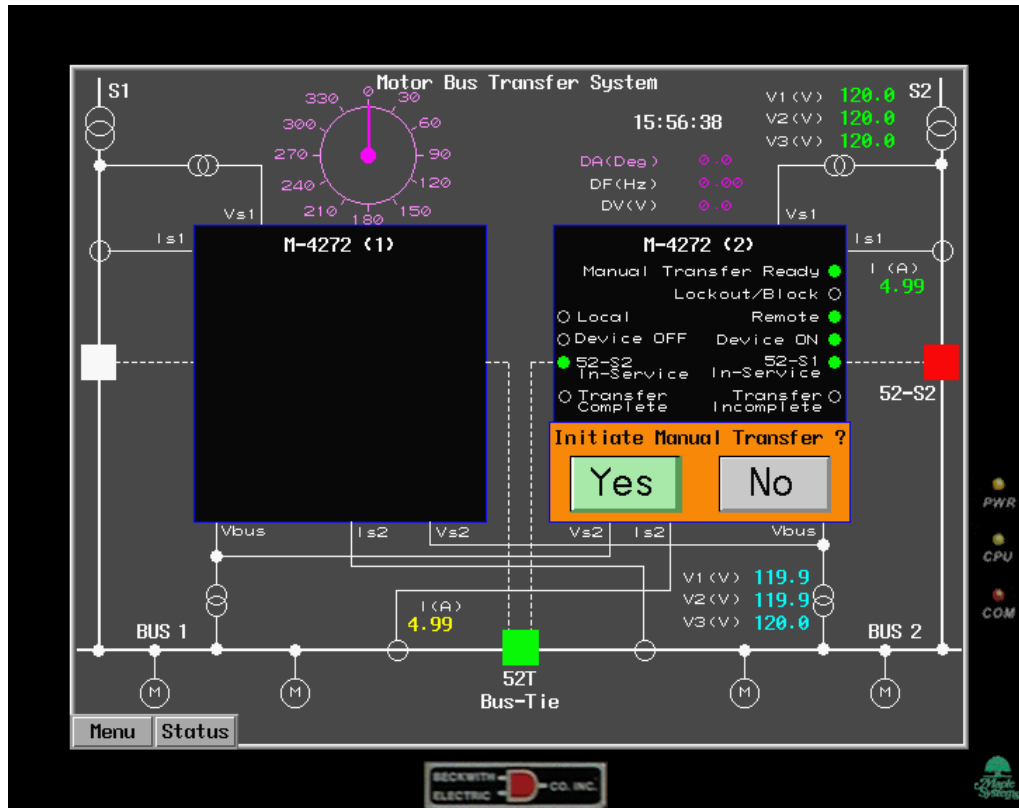 Motor Bus Transfer System
S1
S2
330
0
30
300
60
270
90
240
120
210
180
150
15:56:38
V1(V) 120.0
V2(V) 120.0
V3(V) 120.0
DA(Deg) 0.0
DF(Hz) 0.00
DV(V) 0.0
Vs1
Is1
Vs1
Is1
I (A)
4.99
M-4272 (1)
M-4272 (2)
Manual Transfer Ready
Lockout/Block
Local
Remote
Device OFF
Device ON
52-S2
In-Service
52-S1
In-Service
Transfer
Complete
Transfer
Incomplete
52-S2
Initiate Manual Transfer ?
Yes
No
Vbus
Is2
Vs2
Vs2
Is2
Vbus
V1(V) 119.9
V2(V) 119.9
V3(V) 120.0
I(A)
4.99
BUS 1
BUS 2
52T
Bus-Tie
M
M
M
M
Menu
Status
PWR
CPU
COM
BECKWITH
ELECTRIC
CO. INC.
Maple
Systems